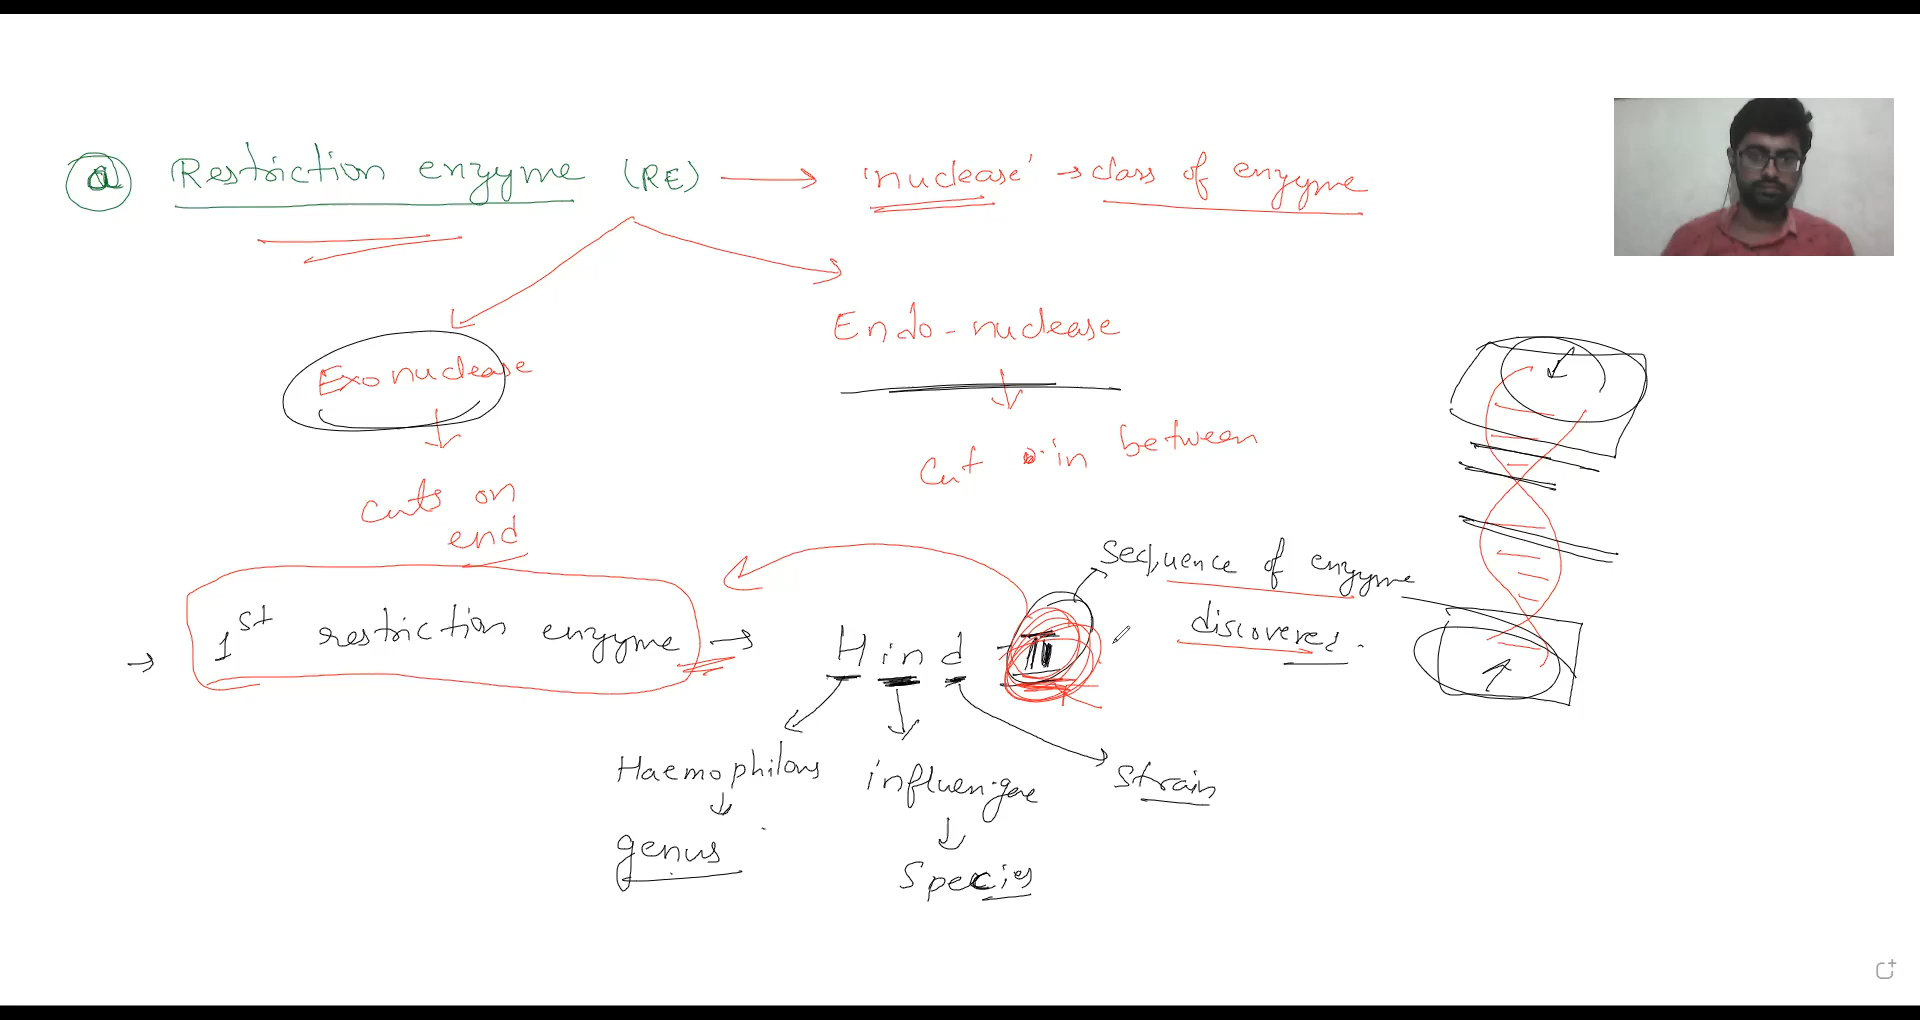 a Restriction enzyme (RE) → 'nuclease' → class of enzyme
Exonuclease
Endo-nuclease
cuts on
end
cut in between
→ 1st restriction enzyme → Hind II
sequence of enzyme
discovered.
Haemophilous
genus
influenzae
species
strain